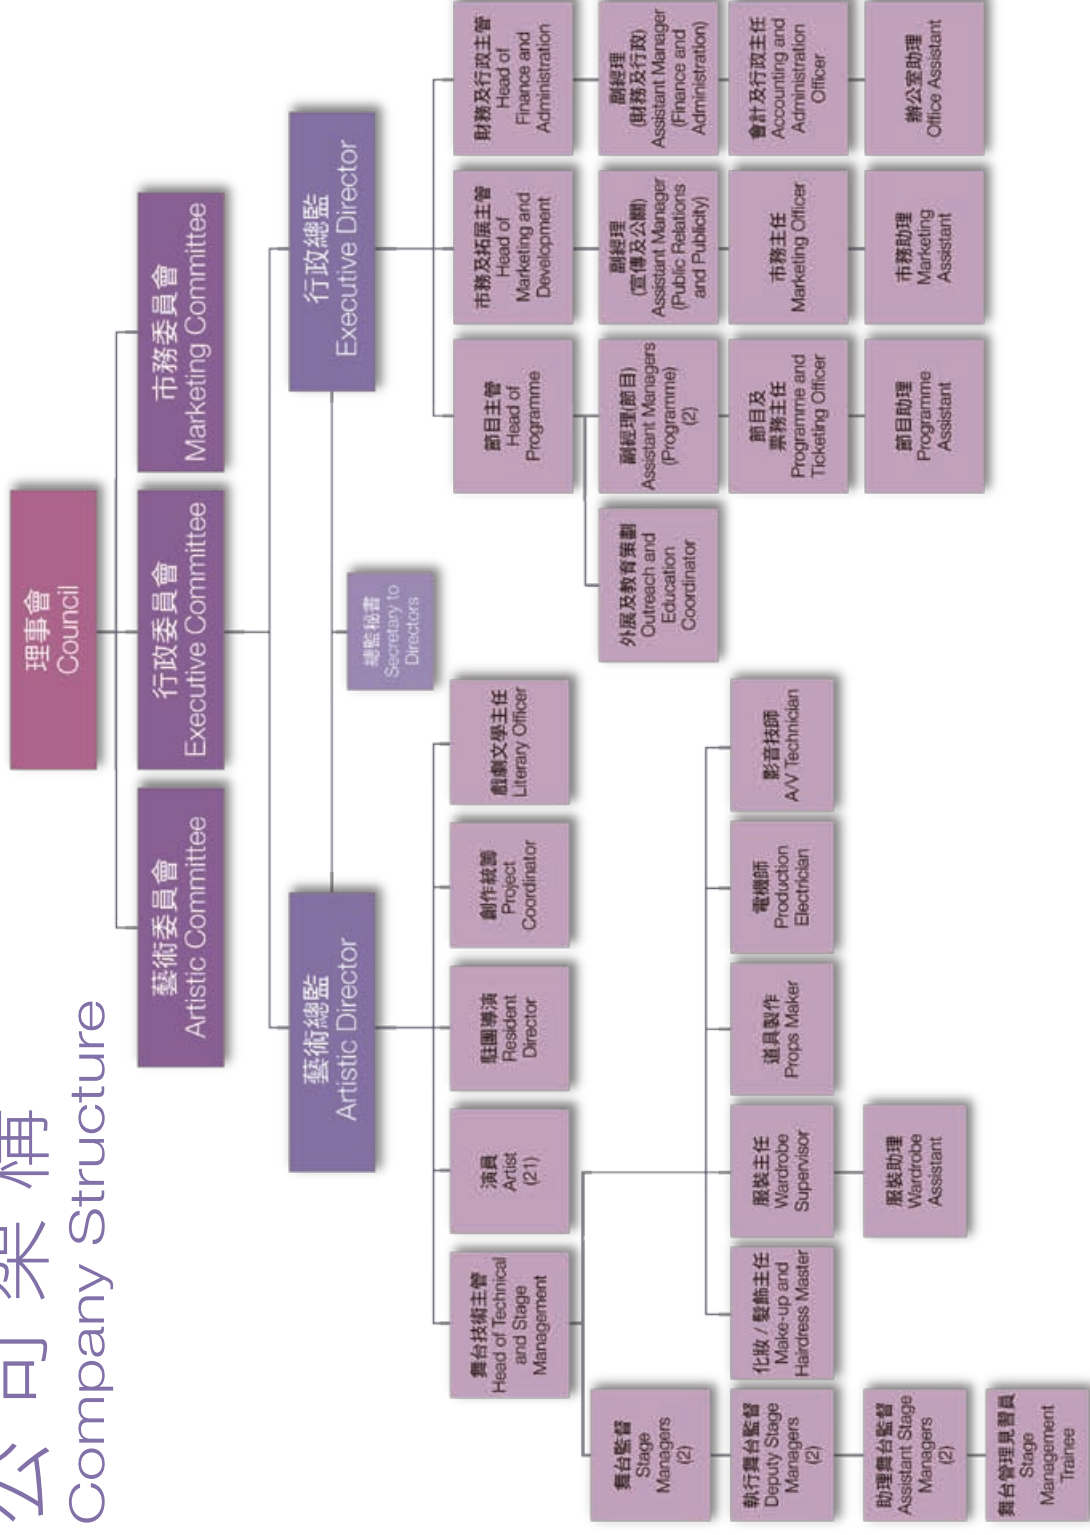 公司架構
Company Structure
理事會
Council
藝術委員會
Artistic Committee
行政委員會
Executive Committee
市務委員會
Marketing Committee
藝術總監
Artistic Director
行政總監
Executive Director
總監秘書
Secretary to
Directors
舞台技術主管
Head of Technical
and Stage
Management
演員
Artist
(21)
駐團導演
Resident
Director
創作統籌
Project
Coordinator
戲劇文學主任
Literary Officer
節目主管
Head of
Programme
市務及拓展主管
Head of
Marketing and
Development
財務及行政主管
Head of
Finance and
Administration
舞台監督
Stage
Managers
(2)
外展及教育策劃
Outreach and
Education
Coordinator
副經理(節目)
Assistant Managers
(Programme)
(2)
副經理
(宣傳及公關)
Assistant Manager
(Public Relations
and Publicity)
副經理
(財務及行政)
Assistant Manager
(Finance and
Administration)
執行舞台監督
Deputy Stage
Managers
(2)
化妝 / 髮飾主任
Make-up and
Hairdress Master
服裝主任
Wardrobe
Supervisor
道具製作
Props Maker
電機師
Production
Electrician
影音技師
A/V Technician
節目及
票務主任
Programme and
Ticketing Officer
市務主任
Marketing Officer
會計及行政主任
Accounting and
Administration
Officer
助理舞台監督
Assistant Stage
Managers
(2)
服裝助理
Wardrobe
Assistant
節目助理
Programme
Assistant
市務助理
Marketing
Assistant
辦公室助理
Office Assistant
舞台管理見習員
Stage
Management
Trainee